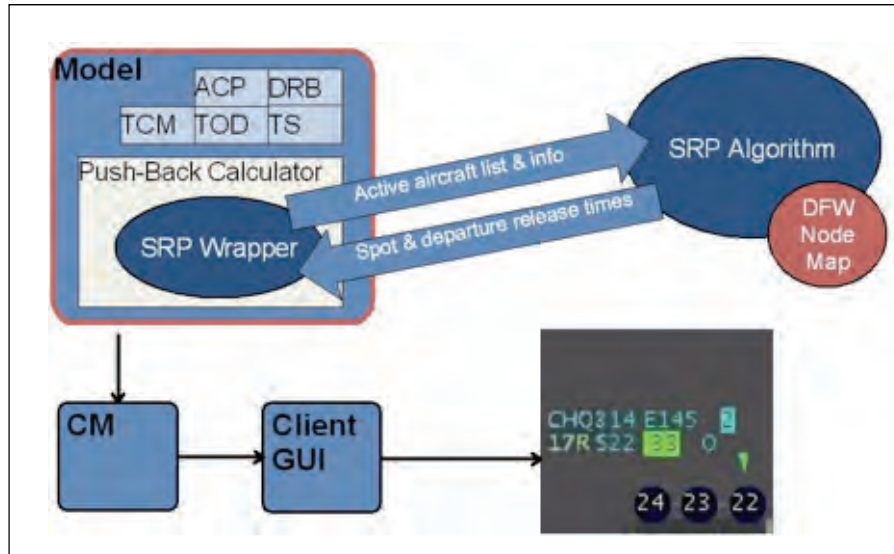 Model
ACP DRB
TCM TOD TS
Push-Back Calculator
SRP Wrapper
Active aircraft list & info
Spot & departure release times
SRP Algorithm
DFW
Node
Map
CM
Client
GUI
CHQ314 E145 2
17R S22 33 O
24 23 22